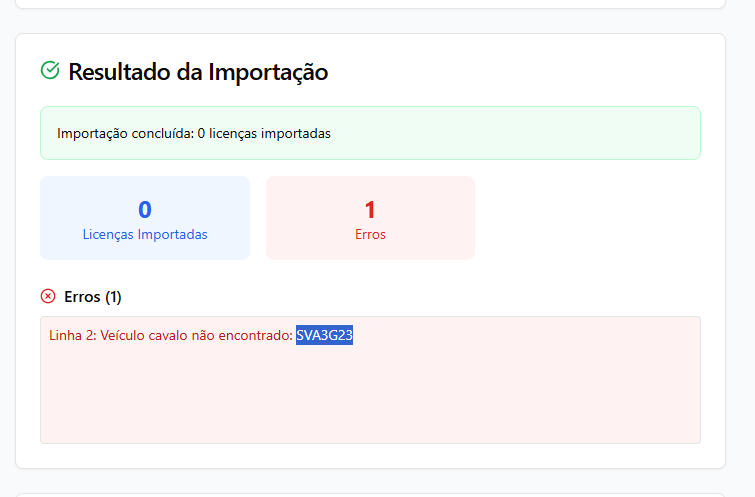 Resultado da Importação
Importação concluída: 0 licenças importadas
0
Licenças Importadas
1
Erros
Erros (1)
Linha 2: Veículo cavalo não encontrado: SVA3G23